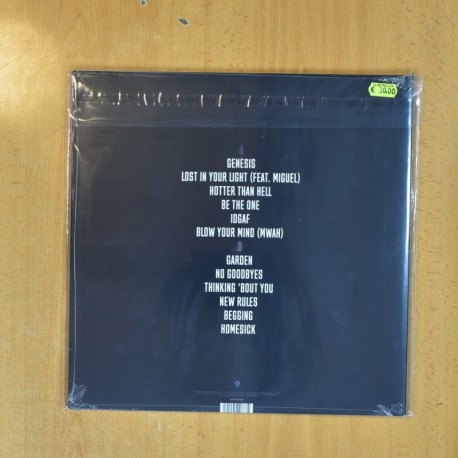 € 30,00
A
GENESIS
LOST IN YOUR LIGHT (FEAT. MIGUEL)
HOTTER THAN HELL
BE THE ONE
IDGAF
BLOW YOUR MIND (MWAH)
GARDEN
NO GOODBYES
THINKING 'BOUT YOU
NEW RULES
BEGGING
HOMESICK